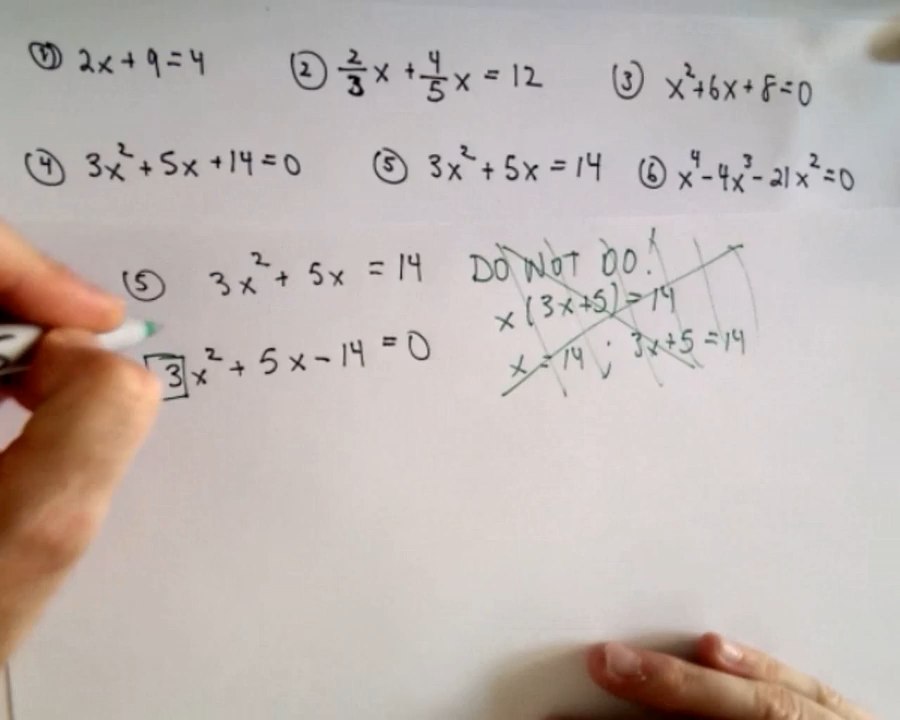 ① 2x + 9 = 4 ② 2/3 x + 4/5 x = 12 ③ x² + 6x + 8 = 0
④ 3x² + 5x + 14 = 0 ⑤ 3x² + 5x = 14 ⑥ x⁴ - 4x³ - 21x² = 0
⑤ 3x² + 5x = 14 DO NOT DO!
x(3x+5) = 14
3x² + 5x - 14 = 0 x = 14 ; 3x+5 = 14